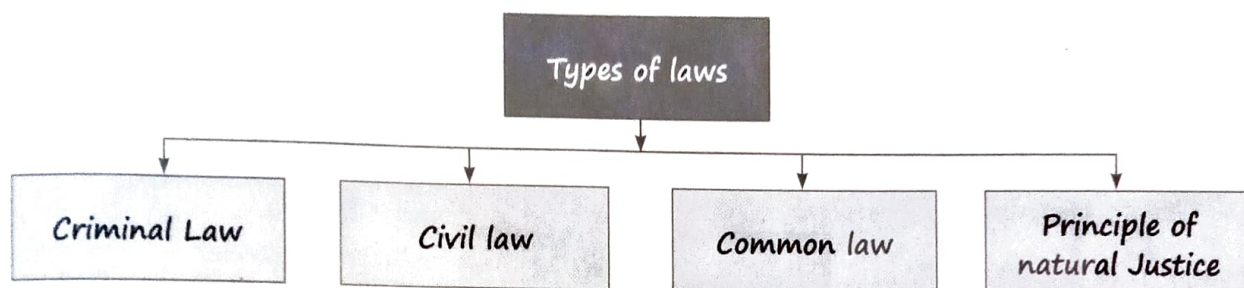 Types of laws
Criminal Law
Civil law
Common law
Principle of
natural Justice